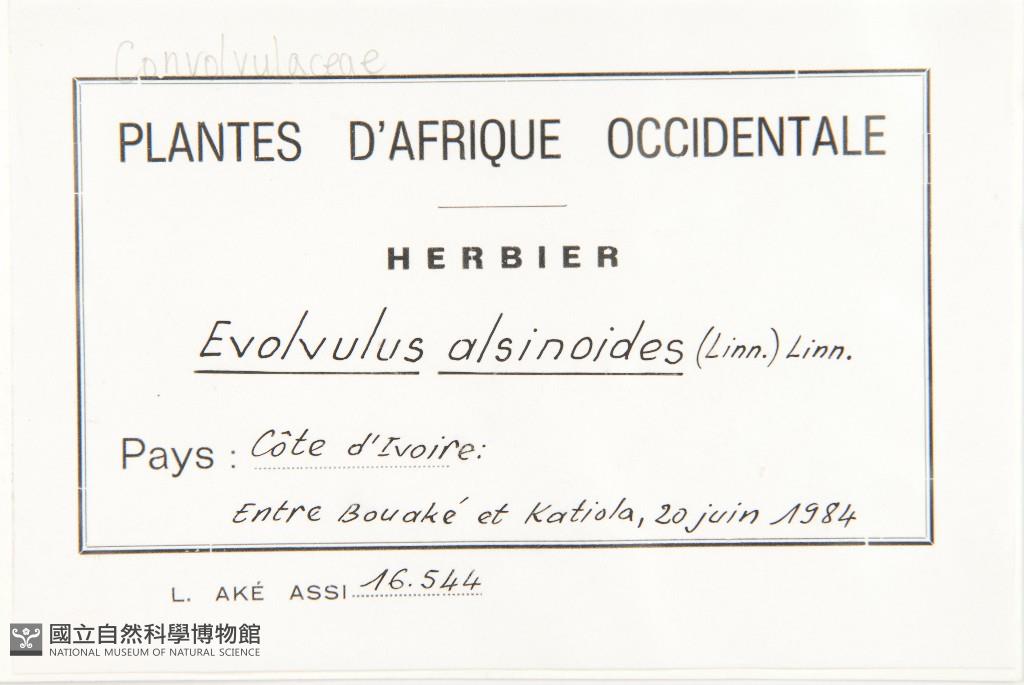 Convolvulaceae
PLANTES D'AFRIQUE OCCIDENTALE
HERBIER
Evolvulus alsinoides (Linn.) Linn.
Pays : Côte d'Ivoire:
Entre Bouaké et Katiola, 20 juin 1984
L. AKÉ ASSI 16.544
國立自然科學博物館
NATIONAL MUSEUM OF NATURAL SCIENCE